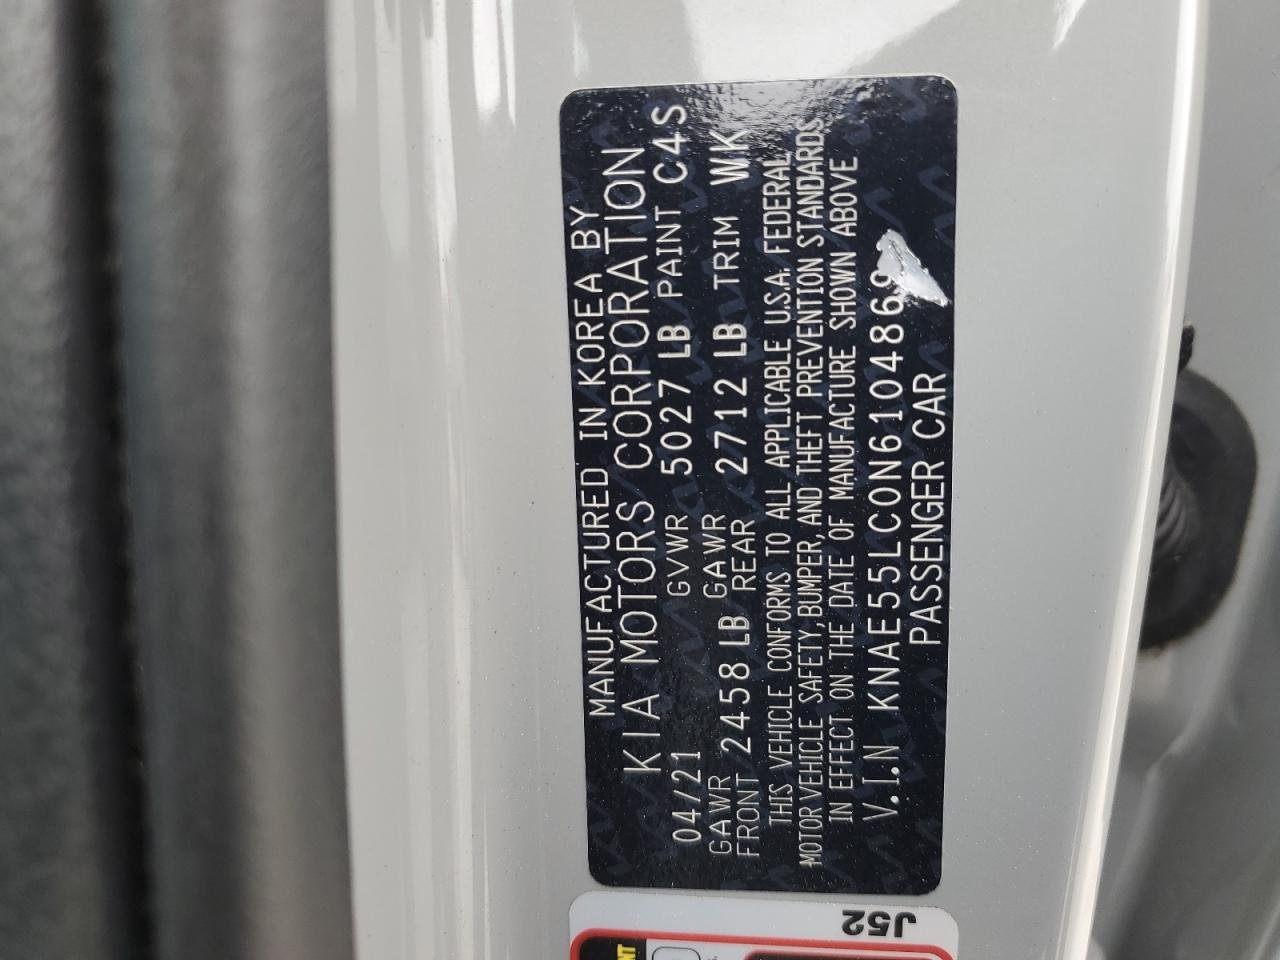 MANUFACTURED IN KOREA BY
KIA MOTORS CORPORATION
04/21 GVWR 5027 LB PAINT C4S
GAWR FRONT 2458 LB GAWR REAR 2712 LB TRIM WK
THIS VEHICLE CONFORMS TO ALL APPLICABLE U.S.A. FEDERAL
MOTOR VEHICLE SAFETY, BUMPER, AND THEFT PREVENTION STANDARDS
IN EFFECT ON THE DATE OF MANUFACTURE SHOWN ABOVE
V.I.N
PASSENGER CAR
J52